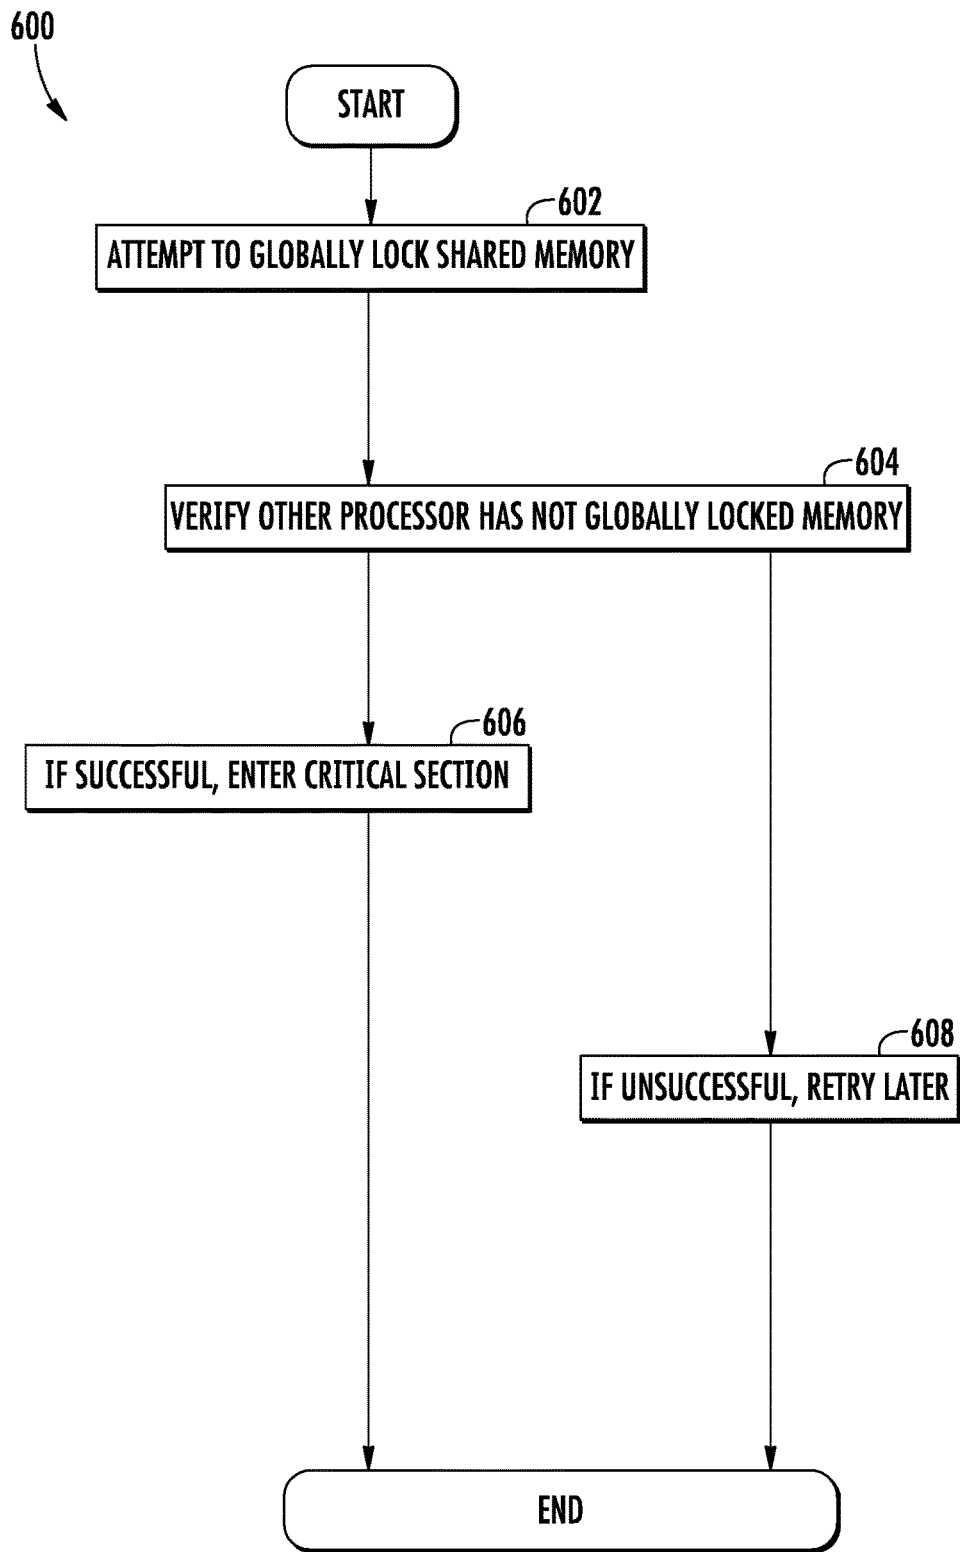 600
START
602
ATTEMPT TO GLOBALLY LOCK SHARED MEMORY
604
VERIFY OTHER PROCESSOR HAS NOT GLOBALLY LOCKED MEMORY
606
IF SUCCESSFUL, ENTER CRITICAL SECTION
608
IF UNSUCCESSFUL, RETRY LATER
END